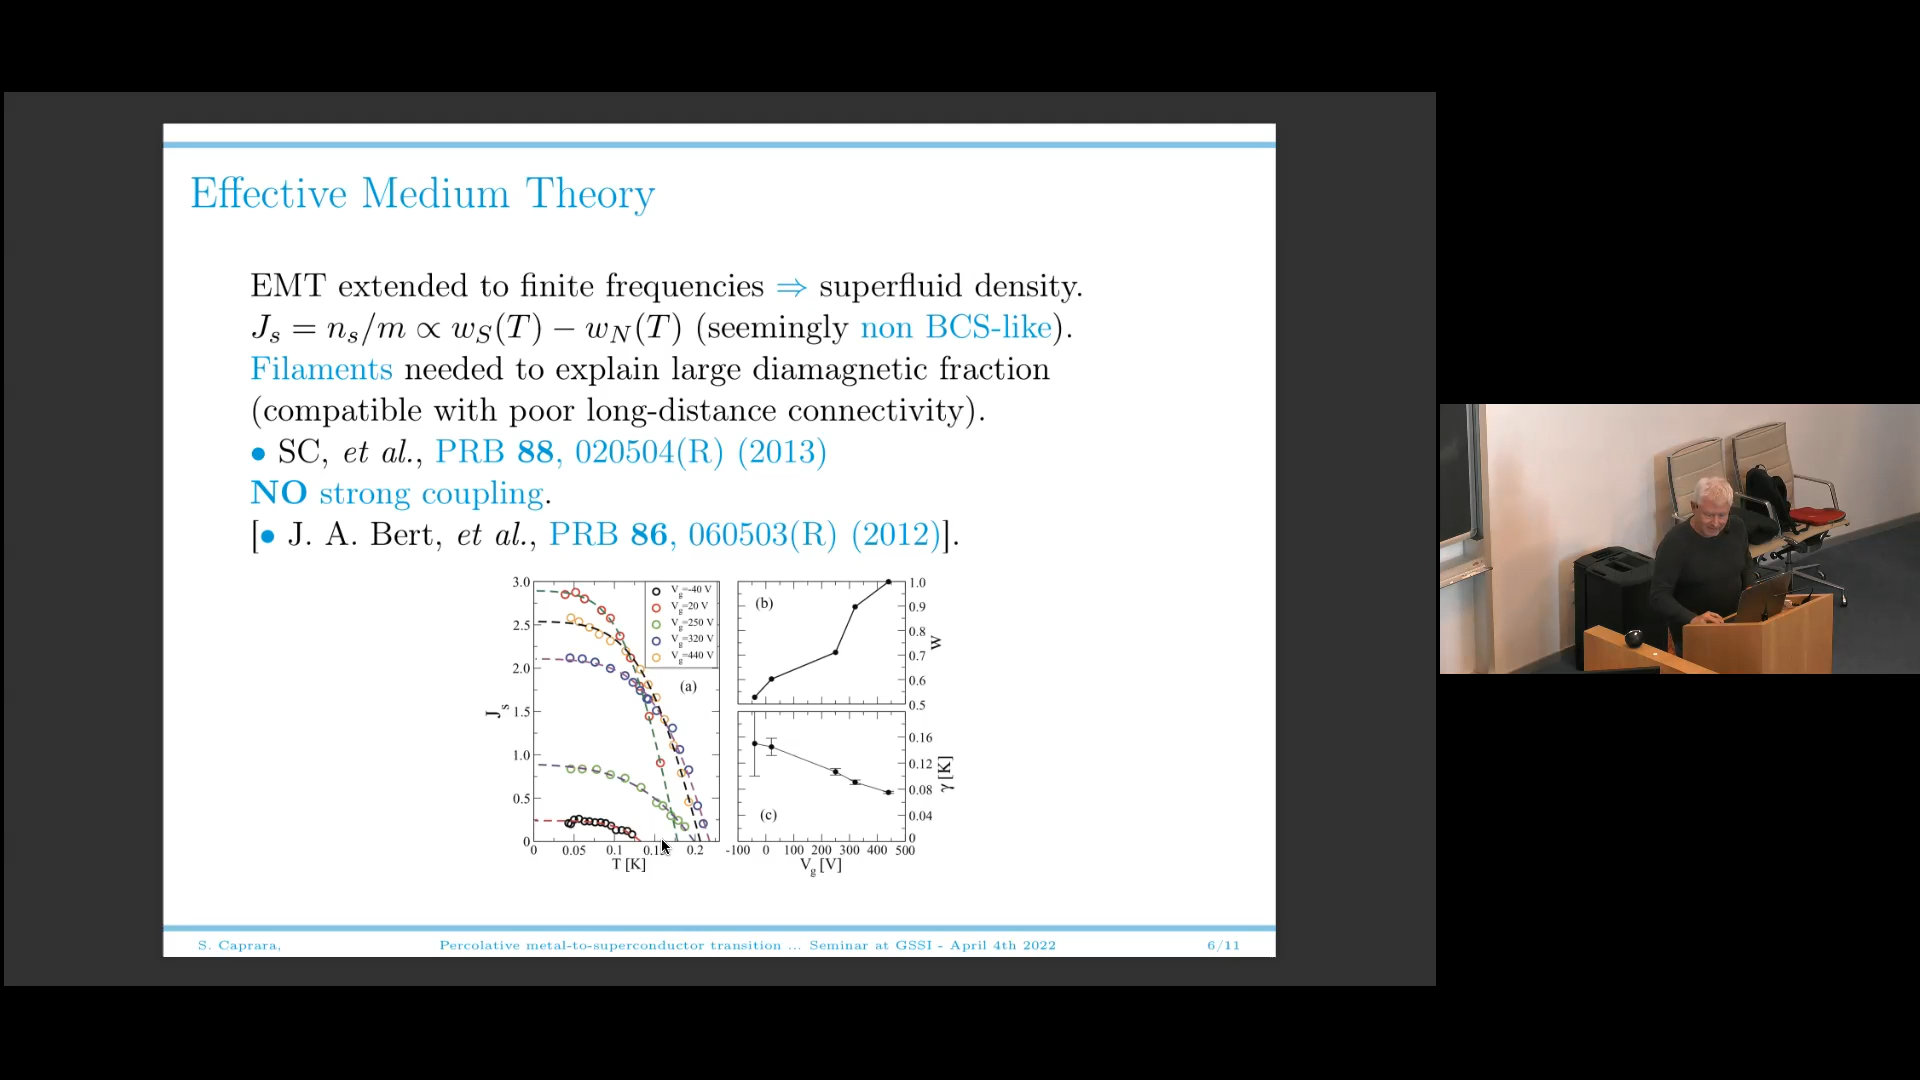 Effective Medium Theory
EMT extended to finite frequencies ⇒ superfluid density.
J_s = n_s/m ∝ w_S(T) − w_N(T) (seemingly non BCS-like).
Filaments needed to explain large diamagnetic fraction
(compatible with poor long-distance connectivity).
• SC, et al., PRB 88, 020504(R) (2013)
NO strong coupling.
[• J. A. Bert, et al., PRB 86, 060503(R) (2012)].
3.0
2.5
2.0
1.5
1.0
0.5
0
J_s
V_g=-40 V
V_g=20 V
V_g=250 V
V_g=320 V
V_g=440 V
(a)
0 0.05 0.1 0.2
T [K]
(b)
1.0
0.9
0.8
0.7
0.6
0.5
w
(c)
0.16
0.12
0.08
0.04
0
γ [K]
-100 0 100 200 300 400 500
V_g [V]
S. Caprara, Percolative metal-to-superconductor transition ... Seminar at GSSI - April 4th 2022 6/11